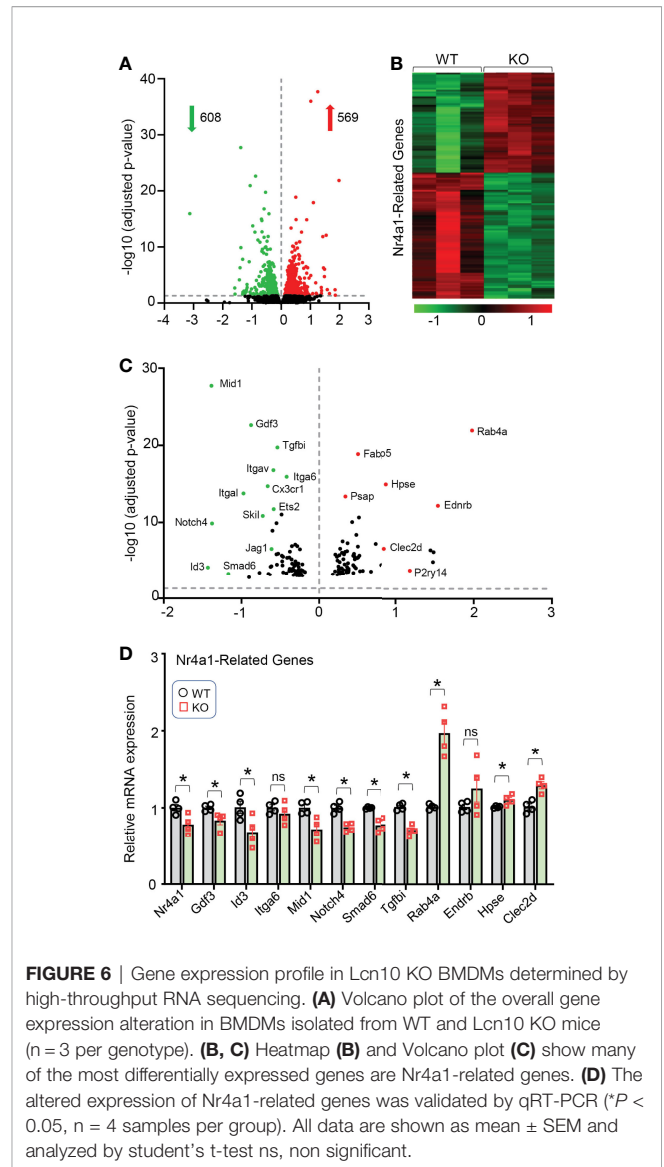 A
-log10 (adjusted p-value)
40
30
20
10
0
608
569
-4 -3 -2 -1 0 1 2 3
B
WT KO
Nr4a1-Related Genes
-1 0 1
C
-log10 (adjusted p-value)
30
20
10
0
Mid1
Gdf3
Tgfbi
Itgav
Itga6
Cx3cr1
Itgal
Ets2
Skil
Notch4
Jag1
Id3
Smad6
Rab4a
Fabp5
Hpse
Psap
Ednrb
Clec2d
P2ry14
-2 -1 0 1 2 3
D
Nr4a1-Related Genes
WT
KO
Relative mRNA expression
3
2
1
0
* * * ns * * * * * ns * *
Nr4a1 Gdf3 Id3 Itga6 Mid1 Notch4 Smad6 Tgfbi Rab4a Endrb Hpse Clec2d
FIGURE 6 | Gene expression profile in Lcn10 KO BMDMs determined by
high-throughput RNA sequencing. (A) Volcano plot of the overall gene
expression alteration in BMDMs isolated from WT and Lcn10 KO mice
(n = 3 per genotype). (B, C) Heatmap (B) and Volcano plot (C) show many
of the most differentially expressed genes are Nr4a1-related genes. (D) The
altered expression of Nr4a1-related genes was validated by qRT-PCR (*P <
0.05, n = 4 samples per group). All data are shown as mean ± SEM and
analyzed by student's t-test ns, non significant.